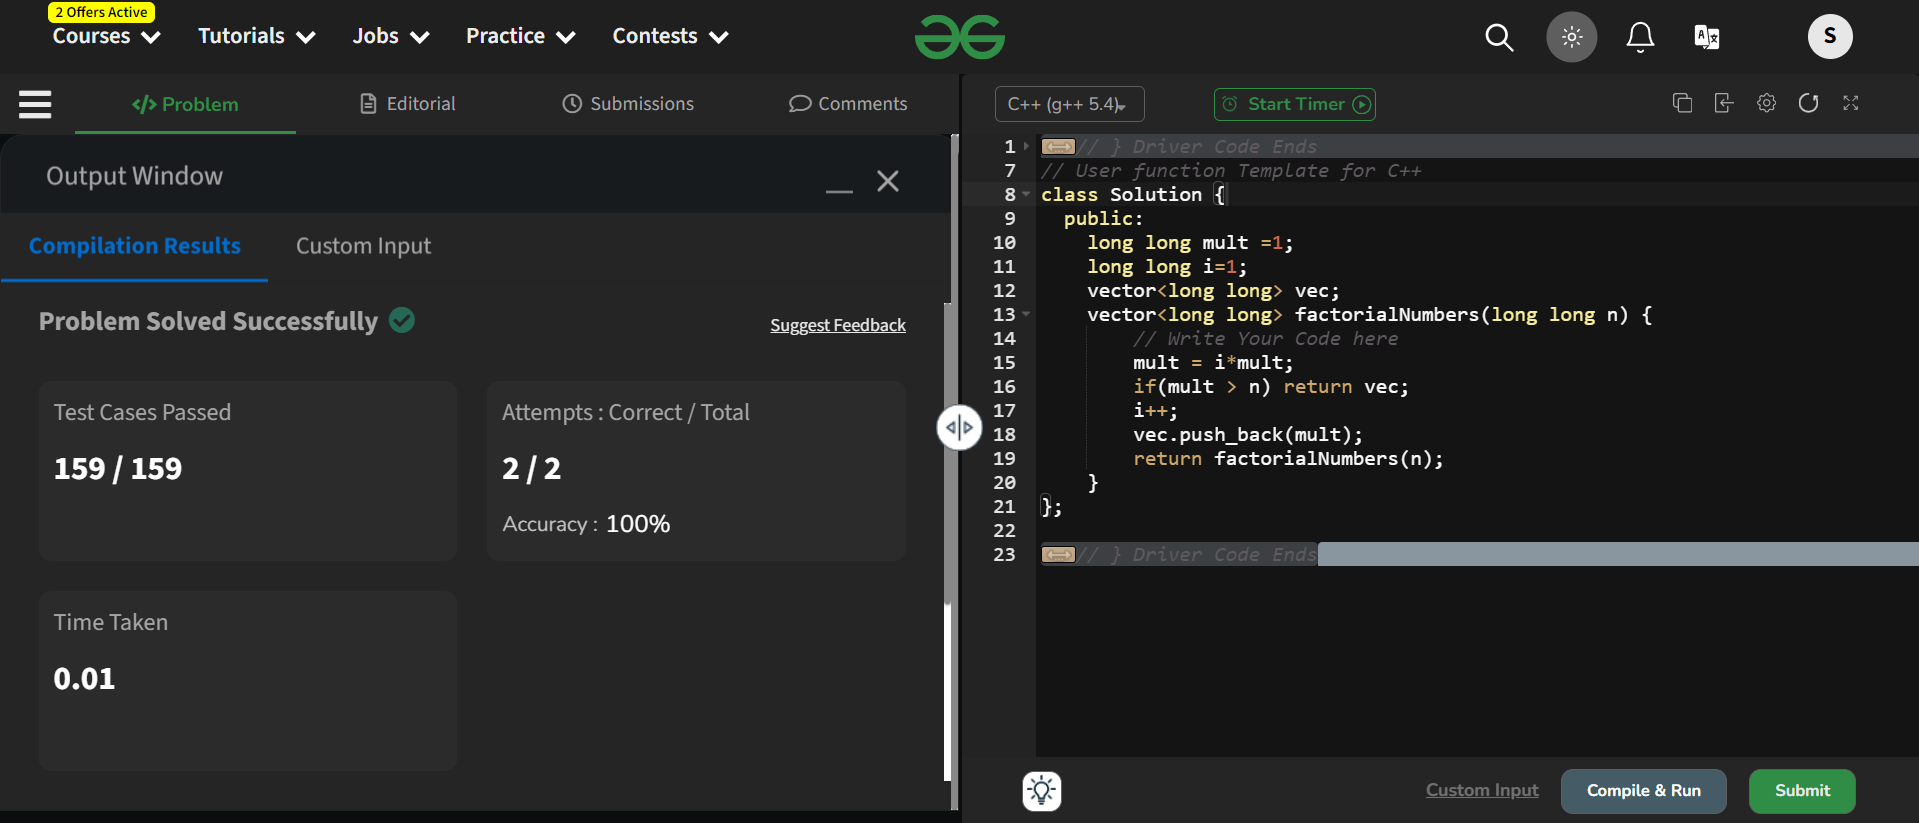 2 Offers Active
Courses Tutorials Jobs Practice Contests
S
</> Problem Editorial Submissions Comments
Output Window
Compilation Results Custom Input
Problem Solved Successfully
Suggest Feedback
Test Cases Passed
159 / 159
Attempts : Correct / Total
2 / 2
Accuracy : 100%
Time Taken
0.01
C++ (g++ 5.4)
Start Timer
1 // } Driver Code Ends
7 // User function Template for C++
8 class Solution {
9 public:
10 long long mult =1;
11 long long i=1;
12 vector<long long> vec;
13 vector<long long> factorialNumbers(long long n) {
14 // Write Your Code here
15 mult = i*mult;
16 if(mult > n) return vec;
17 i++;
18 vec.push_back(mult);
19 return factorialNumbers(n);
20 }
21 };
22
23 // } Driver Code Ends
Custom Input
Compile & Run
Submit